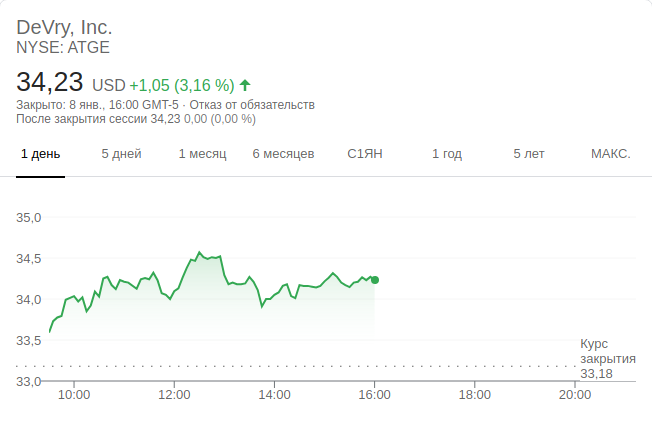 DeVry, Inc.
NYSE: ATGE
34,23 USD +1,05 (3,16 %)
Закрыто: 8 янв., 16:00 GMT-5 · Отказ от обязательств
После закрытия сессии 34,23 0,00 (0,00 %)
1 день 5 дней 1 месяц 6 месяцев С1ЯН 1 год 5 лет МАКС.
35,0
34,5
34,0
33,5
33,0
Курс
закрытия
33,18
10:00 12:00 14:00 16:00 18:00 20:00